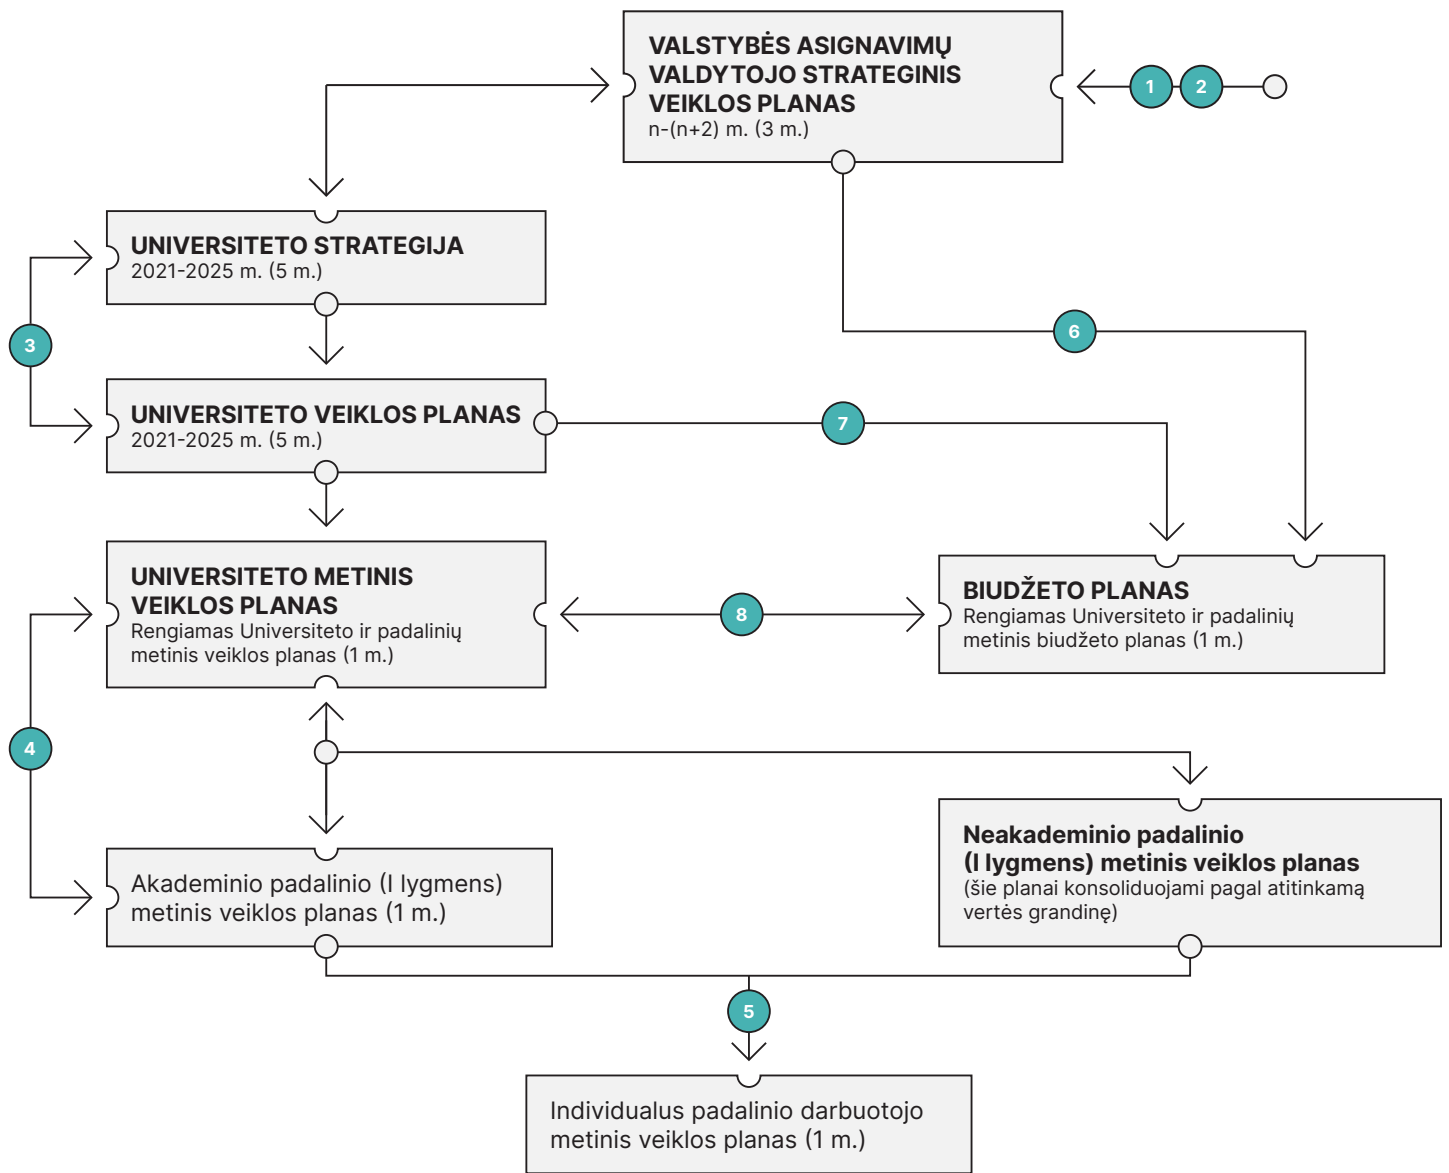 VALSTYBĖS ASIGNAVIMŲ
VALDYTOJO STRATEGINIS
VEIKLOS PLANAS
n-(n+2) m. (3 m.)
1
2
UNIVERSITETO STRATEGIJA
2021-2025 m. (5 m.)
3
6
UNIVERSITETO VEIKLOS PLANAS
2021-2025 m. (5 m.)
7
UNIVERSITETO METINIS
VEIKLOS PLANAS
Rengiamas Universiteto ir padalinių
metinis veiklos planas (1 m.)
8
BIUDŽETO PLANAS
Rengiamas Universiteto ir padalinių
metinis biudžeto planas (1 m.)
4
Akademinio padalinio (I lygmens)
metinis veiklos planas (1 m.)
Neakademinio padalinio
(I lygmens) metinis veiklos planas
(šie planai konsoliduojami pagal atitinkamą
vertės grandinę)
5
Individualus padalinio darbuotojo
metinis veiklos planas (1 m.)